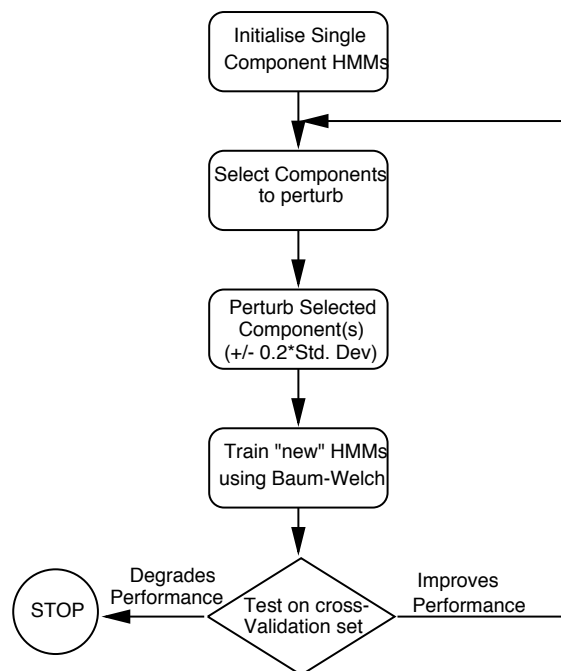 Initialise Single
Component HMMs
Select Components
to perturb
Perturb Selected
Component(s)
(+/- 0.2*Std. Dev)
Train "new" HMMs
using Baum-Welch
Degrades
Performance
STOP
Test on cross-
Validation set
Improves
Performance